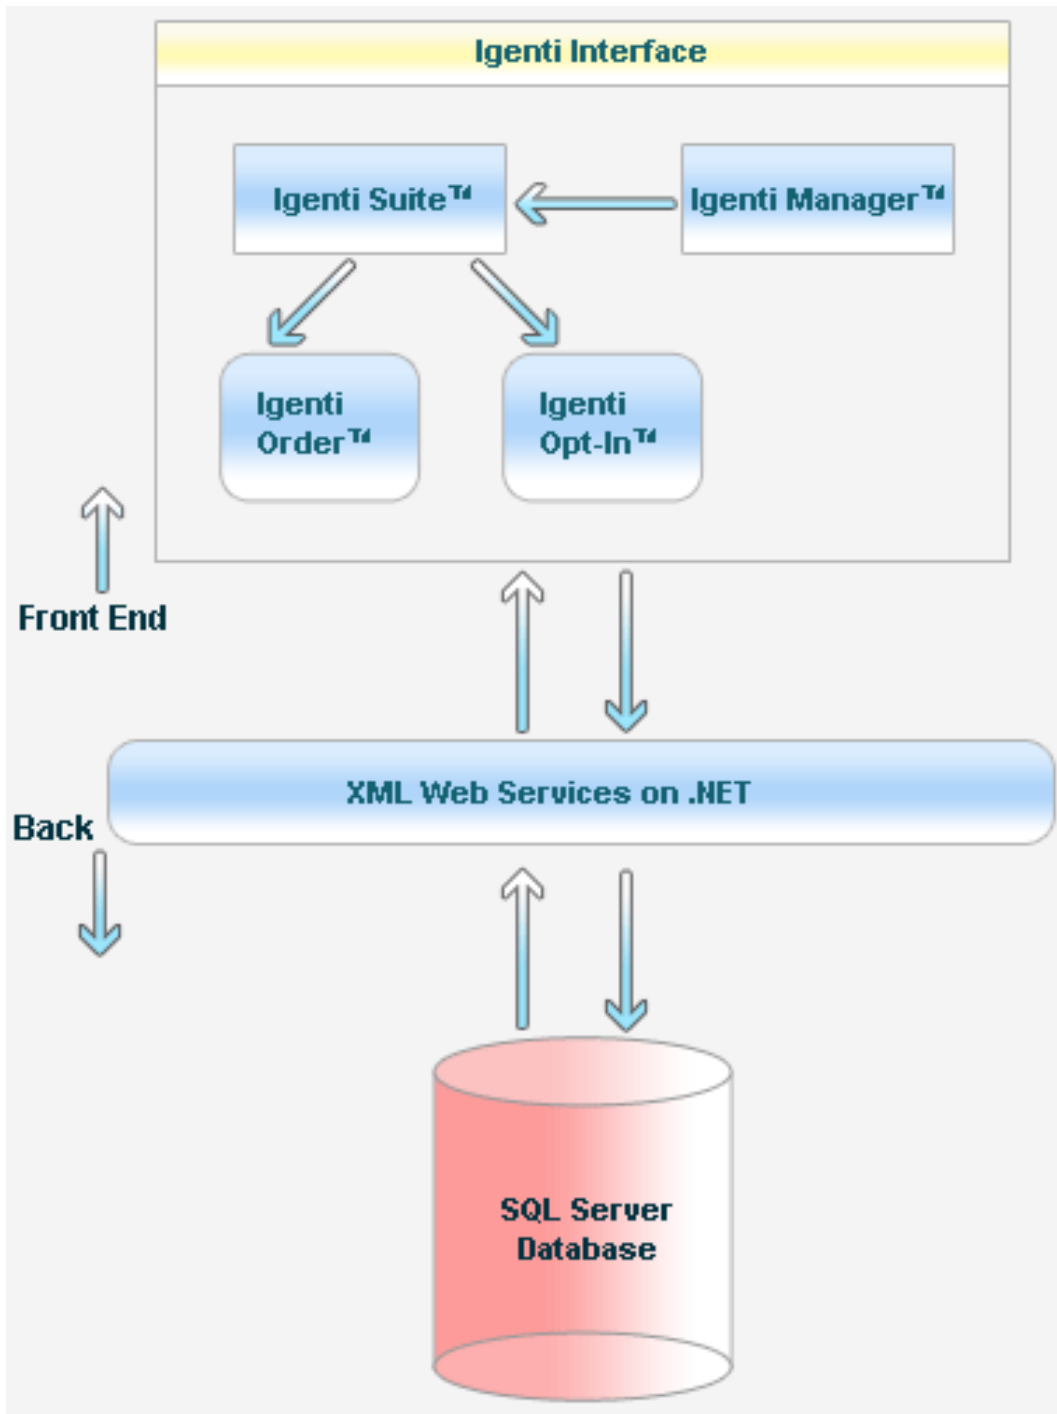 Igenti Interface
Igenti Suite™
Igenti Manager™
Igenti
Order™
Igenti
Opt-In™
Front End
XML Web Services on .NET
Back
SQL Server
Database